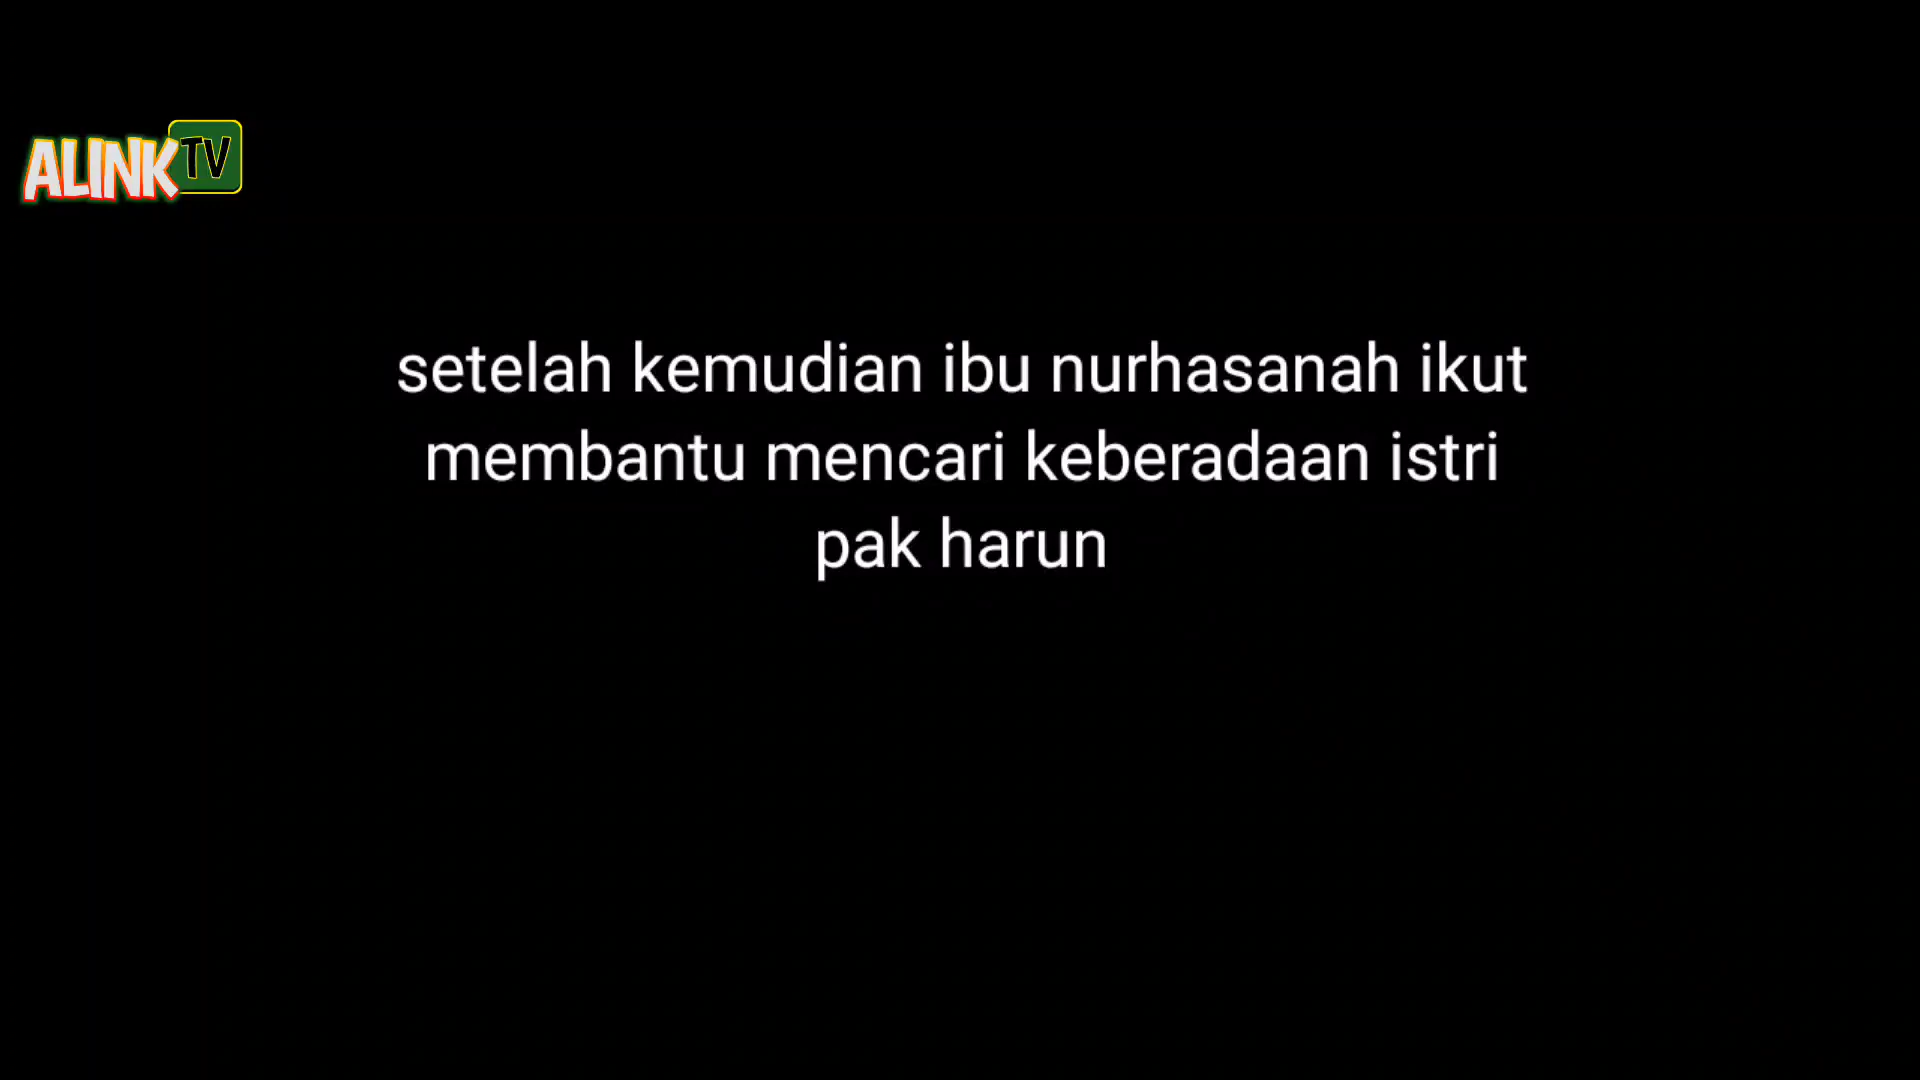 ALINK TV
setelah kemudian ibu nurhasanah ikut
membantu mencari keberadaan istri
pak harun